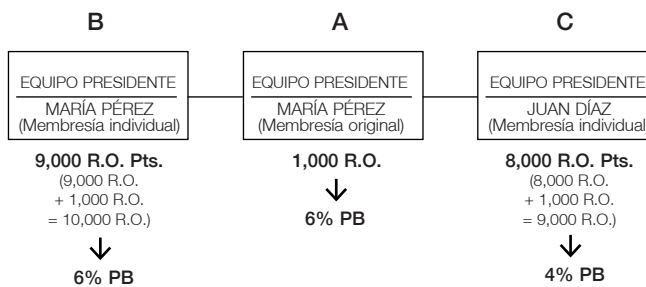 B
EQUIPO PRESIDENTE
MARÍA PÉREZ
(Membresía individual)
9,000 R.O. Pts.
(9,000 R.O.
+ 1,000 R.O.
= 10,000 R.O.)
6% PB
A
EQUIPO PRESIDENTE
MARÍA PÉREZ
(Membresía original)
1,000 R.O.
6% PB
C
EQUIPO PRESIDENTE
JUAN DÍAZ
(Membresía individual
8,000 R.O. Pts.
(8,000 R.O.
+ 1,000 R.O.
= 9,000 R.O.)
4% PB